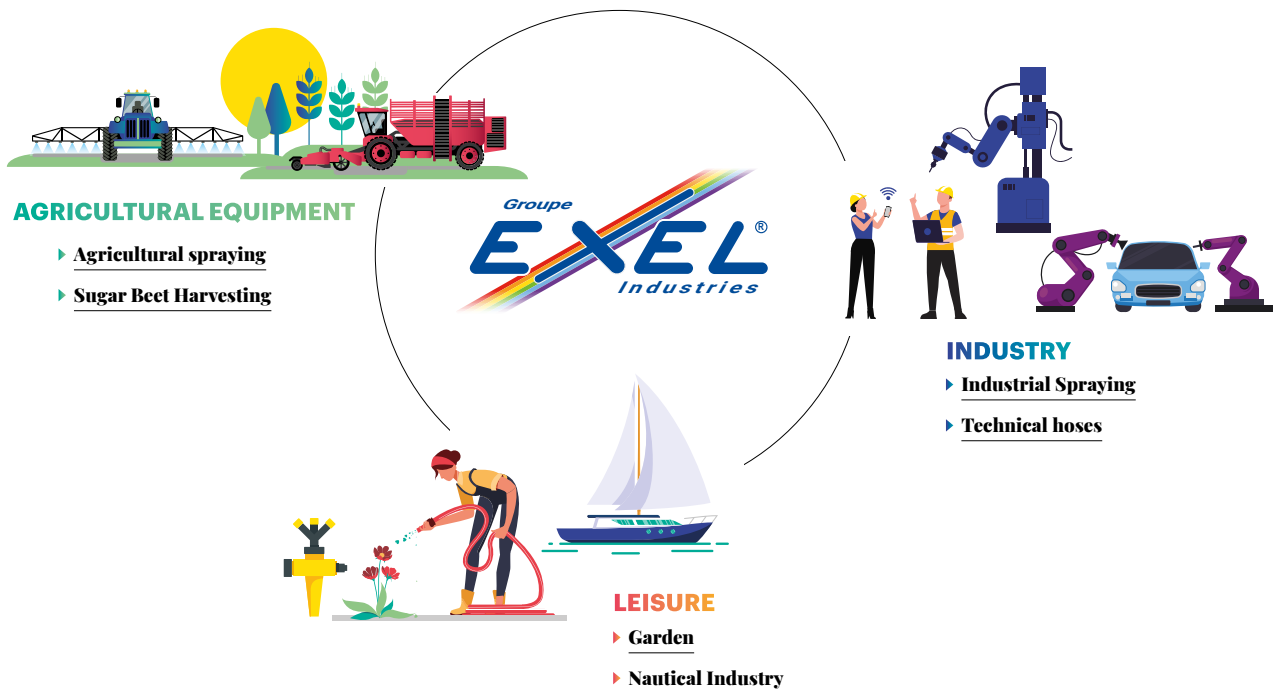 AGRICULTURAL EQUIPMENT
Agricultural spraying
Sugar Beet Harvesting
Groupe
EXEL®
Industries
INDUSTRY
Industrial Spraying
Technical hoses
LEISURE
Garden
Nautical Industry